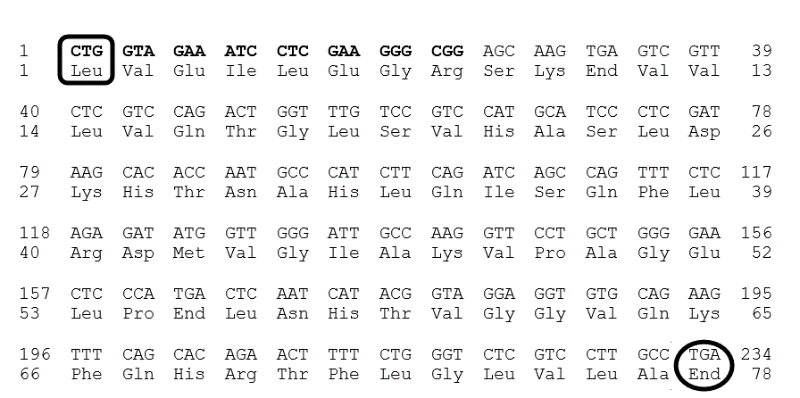 1 CTG GTA GAA ATC CTC GAA GGG CGG AGC AAG TGA GTC GTT 39
1 Leu Val Glu Ile Leu Glu Gly Arg Ser Lys End Val Val 13
40 CTC GTC CAG ACT GGT TTG TCC GTC CAT GCA TCC CTC GAT 78
14 Leu Val Gln Thr Gly Leu Ser Val His Ala Ser Leu Asp 26
79 AAG CAC ACC AAT GCC CAT CTT CAG ATC AGC CAG TTT CTC 117
27 Lys His Thr Asn Ala His Leu Gln Ile Ser Gln Phe Leu 39
118 AGA GAT ATG GTT GGG ATT GCC AAG GTT CCT GCT GGG GAA 156
40 Arg Asp Met Val Gly Ile Ala Lys Val Pro Ala Gly Glu 52
157 CTC CCA TGA CTC AAT CAT ACG GTA GGA GGT GTG CAG AAG 195
53 Leu Pro End Leu Asn His Thr Val Gly Gly Val Gln Lys 65
196 TTT CAG CAC AGA ACT TTT CTG GGT CTC GTC CTT GCC TGA 234
66 Phe Gln His Arg Thr Phe Leu Gly Leu Val Leu Ala End 78